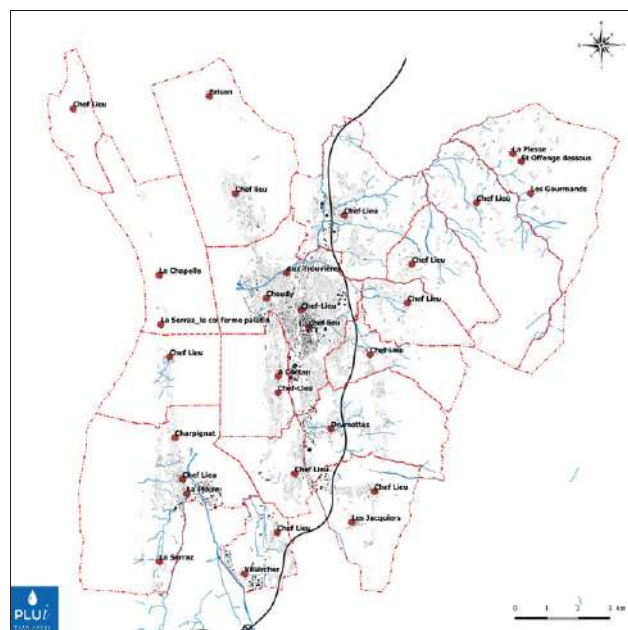 Brison
Chef Lieu
La Plesse
St Offenge dessous
Chef lieu
Les Gourmands
Chef Lieu
Chef-Lieu
Chef Lieu
La Chapelle
Choudy
Chef Lieu
Chef-Lieu
Chef-lieu
Chef Lieu
Chef-Lieu
Chef-Lieu
Drumettaz
Charpignat
Chef Lieu
Chef Lieu
Chef Lieu
Les Jacquiers
Chef Lieu
La Serraz
Villarcher
0 1 2 3 km
PLUi